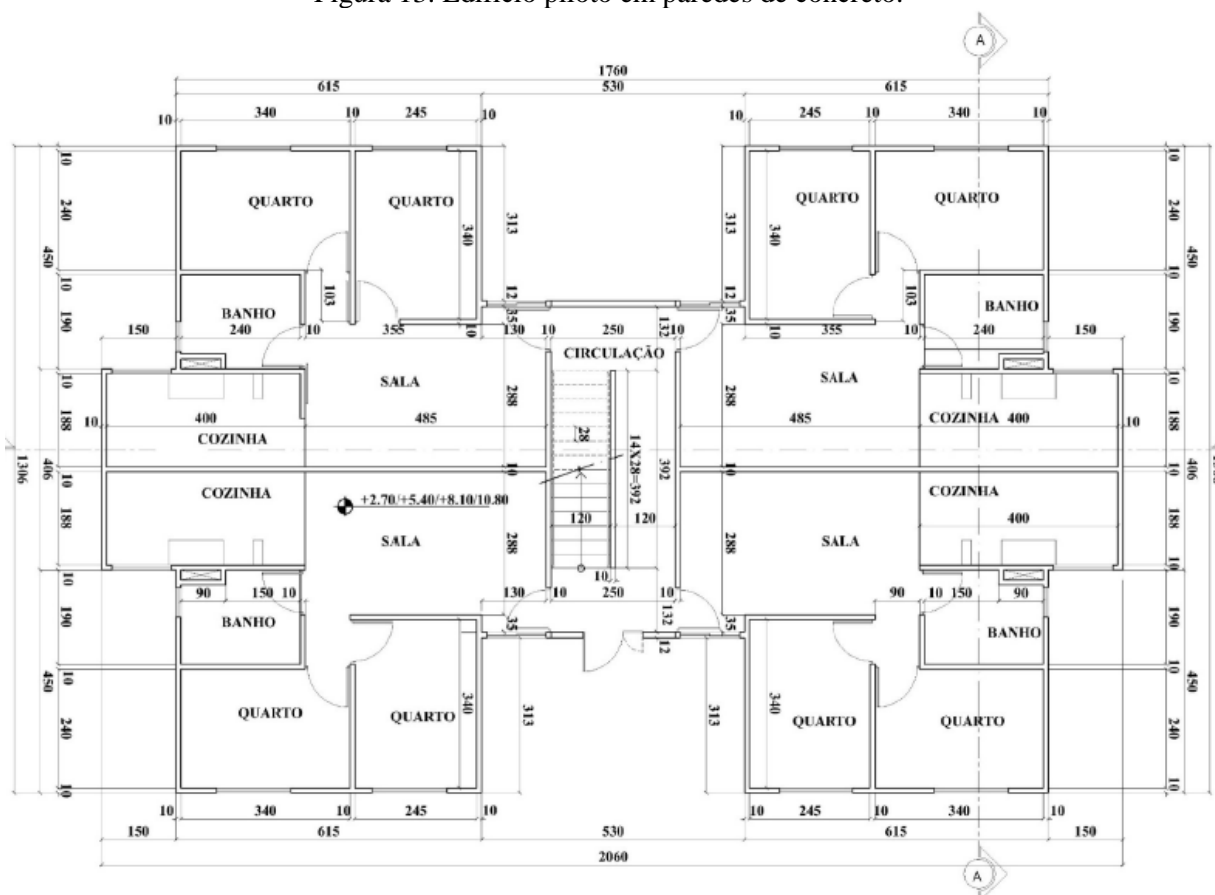 Figura 13. Edifício piloto em paredes de concreto.
A
1760
615 530 615
10 340 10 245 10 10 245 10 340 10
QUARTO QUARTO QUARTO QUARTO
10 240 10 190 10 188 10 188 10 190 10 240 10
450 406 450
1306
340 313 313 340
10 240 10 190 10 188 10 188 10 190 10 240 10
450 406 450
103 12 35 12 35 103
BANHO BANHO
150 240 10 355 10 130 10 250 10 132 10 355 10 240 150
CIRCULAÇÃO
SALA SALA
288 288
10 400 485 485 COZINHA 400 10
COZINHA
28
14X28=392
392
10 10
COZINHA COZINHA
+2.70/+5.40/+8.10/10.80
120 120
400
SALA SALA
288 288
10
90 150 10 130 10 250 10 90 10 150 90
BANHO 35 132 35 BANHO
12
340 313 313 340
QUARTO QUARTO QUARTO QUARTO
10 340 10 245 10 10 245 10 340 10
150 615 530 615 150
2060
A